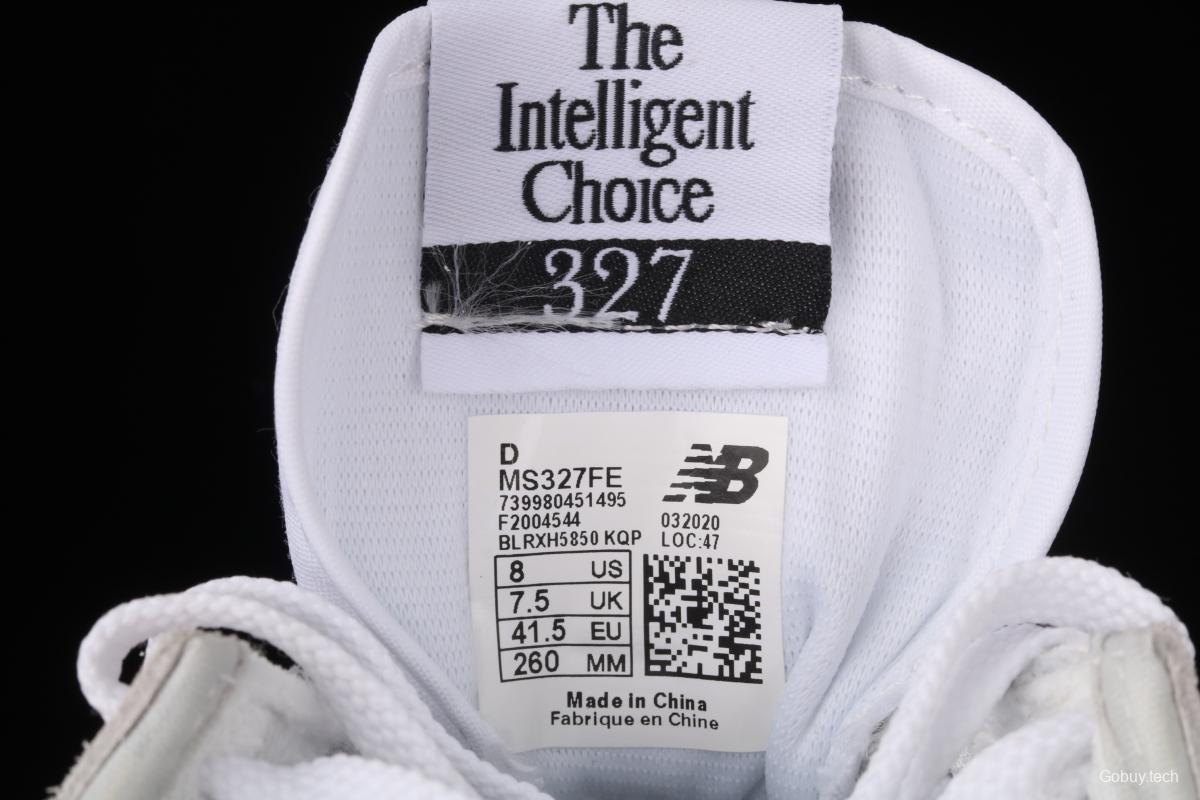 The
Intelligent
Choice
327
D
MS327FE
739980451495
F2004544
BLRXH5850 KQP
NB
032020
LOC:47
8 US
7.5 UK
41.5 EU
260 MM
Made in China
Fabrique en Chine
Gobuy.tech